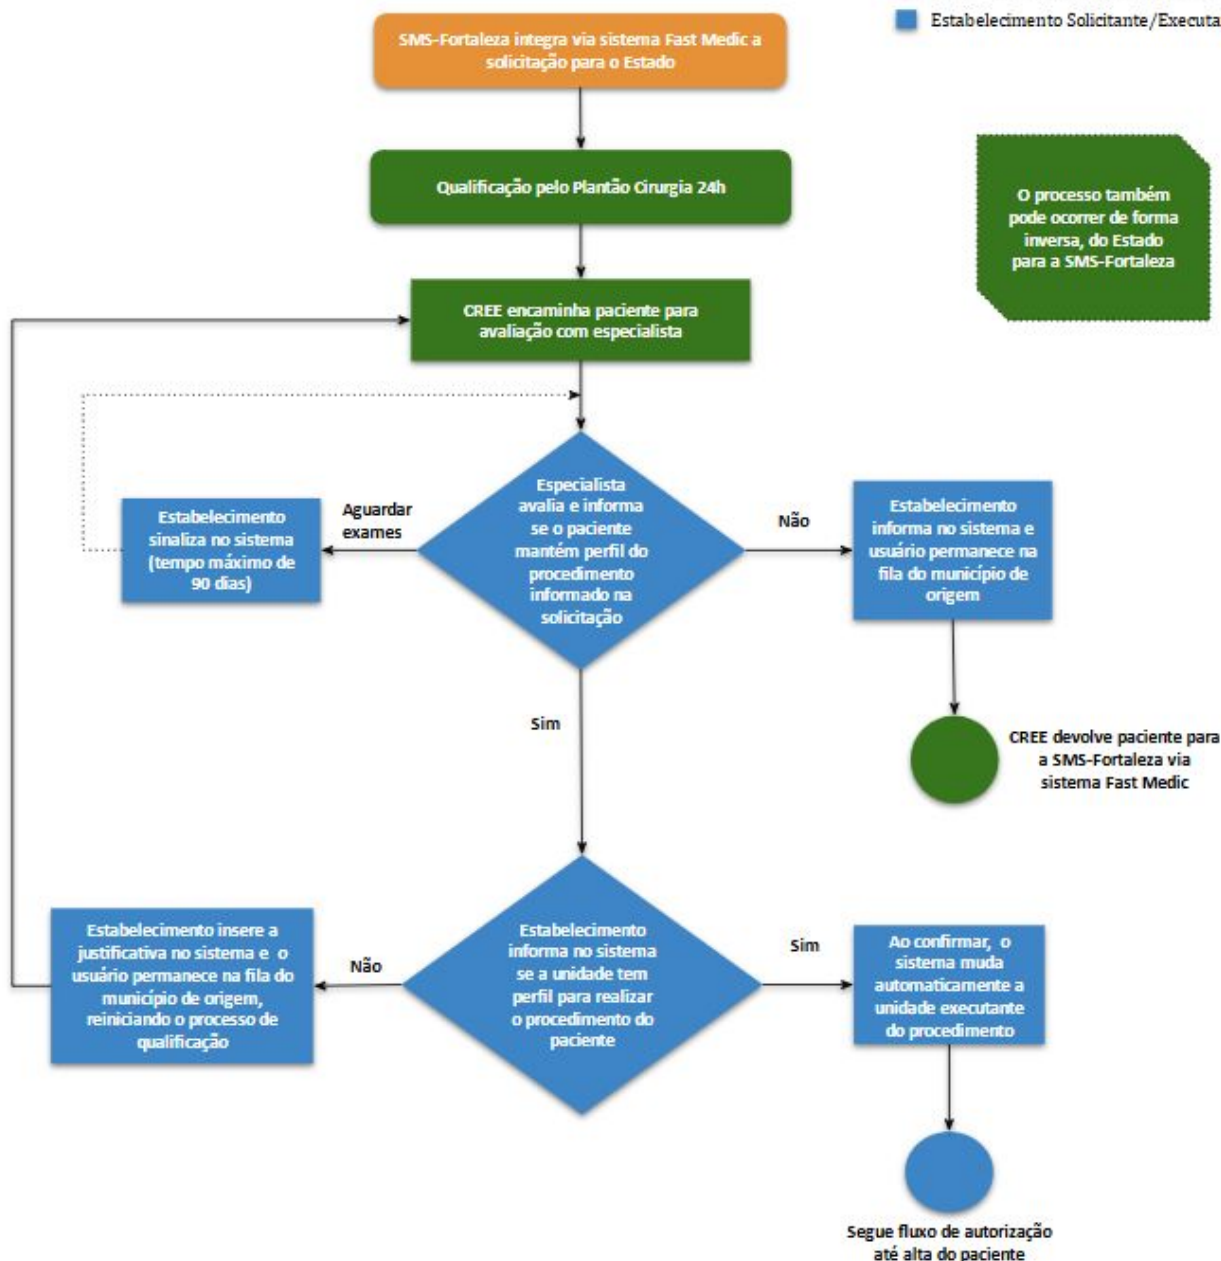 Estabelecimento Solicitante/Executa
SMS-Fortaleza integra via sistema Fast Medic a
solicitação para o Estado
Qualificação pelo Plantão Cirurgia 24h
O processo também
pode ocorrer de forma
inversa, do Estado
para a SMS-Fortaleza
CREE encaminha paciente para
avaliação com especialista
Especialista
avalia e informa
se o paciente
mantém perfil do
procedimento
informado na
solicitação
Aguardar
exames
Estabelecimento
sinaliza no sistema
(tempo máximo de
90 dias)
Não
Estabelecimento
informa no sistema e
usuário permanece na
fila do município de
origem
Sim
CREE devolve paciente para
a SMS-Fortaleza via
sistema Fast Medic
Estabelecimento
informa no sistema
se a unidade tem
perfil para realizar
o procedimento do
paciente
Não
Estabelecimento insere a
justificativa no sistema e o
usuário permanece na fila do
município de origem,
reiniciando o processo de
qualificação
Sim
Ao confirmar, o
sistema muda
automaticamente a
unidade executante
do procedimento
Segue fluxo de autorização
até alta do paciente